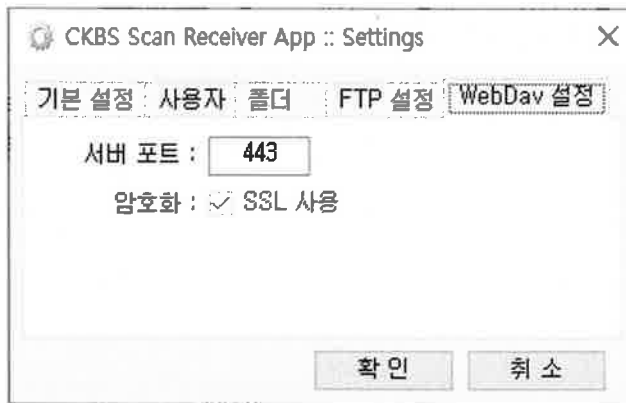 CKBS Scan Receiver App :: Settings
기본 설정 사용자 폴더 FTP 설정 WebDav 설정
서버 포트 : 443
암호화 : ✓ SSL 사용
확 인 취 소